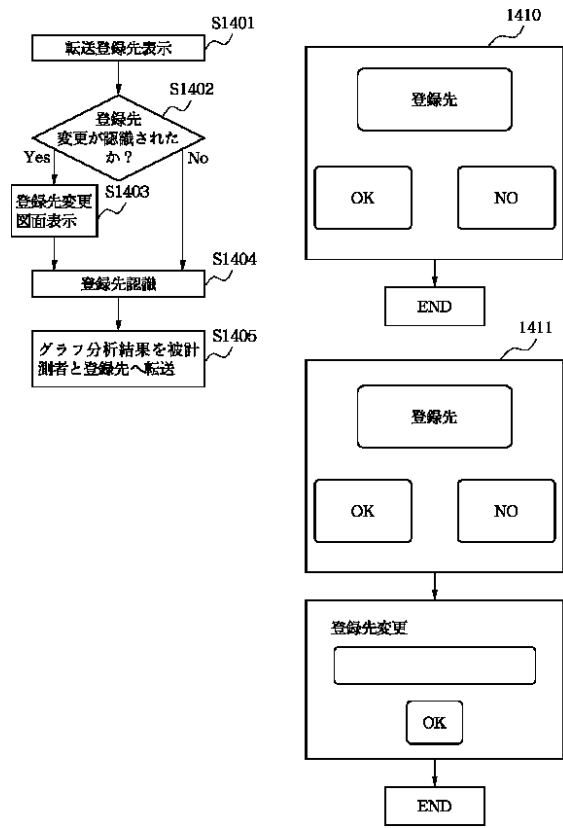 S1401
転送登録先表示
S1402
登録先
変更が認識された
か？
Yes
No
S1403
登録先変更
図面表示
S1404
登録先認識
S1405
グラフ分析結果を被計
測者と登録先へ転送
1410
登録先
OK
NO
END
1411
登録先
OK
NO
登録先変更
OK
END